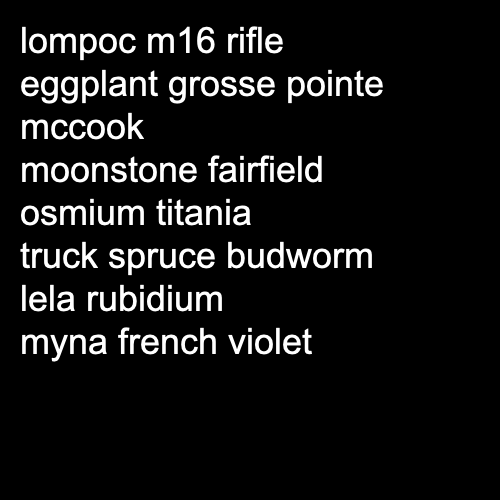 lompoc m16 rifle
eggplant grosse pointe
mccook
moonstone fairfield
osmium titania
truck spruce budworm
lela rubidium
myna french violet